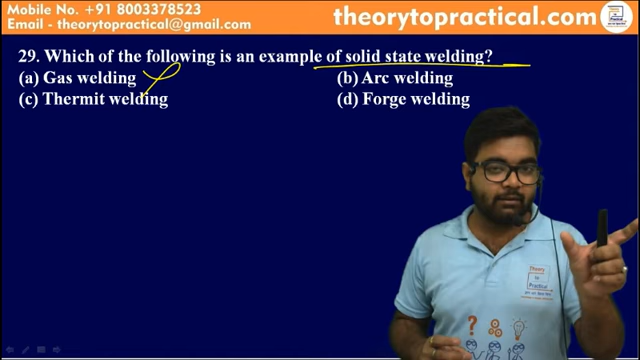 Mobile No. +91 8003378523
Email - theorytopractical@gmail.com
theorytopractical.com
29. Which of the following is an example of solid state welding?
(a) Gas welding
(b) Arc welding
(c) Thermit welding
(d) Forge welding
Theory
to
Practical